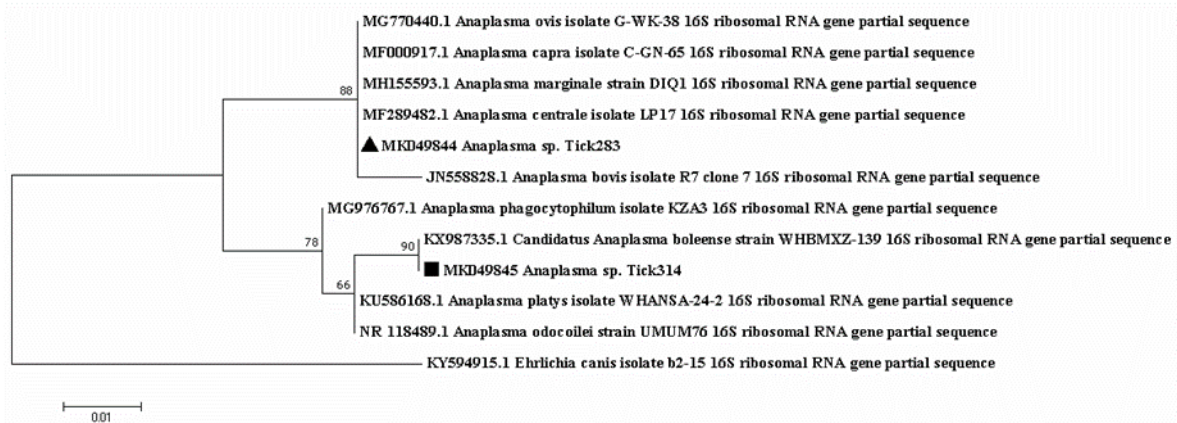 MG770440.1 Anaplasma ovis isolate G-WK-38 16S ribosomal RNA gene partial sequence
MF000917.1 Anaplasma capra isolate C-GN-65 16S ribosomal RNA gene partial sequence
MH155593.1 Anaplasma marginale strain DIQ1 16S ribosomal RNA gene partial sequence
88
MF289482.1 Anaplasma centrale isolate LP17 16S ribosomal RNA gene partial sequence
MKD49844 Anaplasma sp. Tick283
JN558828.1 Anaplasma bovis isolate R7 clone 7 16S ribosomal RNA gene partial sequence
MG976767.1 Anaplasma phagocytophilum isolate KZA3 16S ribosomal RNA gene partial sequence
78
90
KX987335.1 Candidatus Anaplasma boleense strain WHBMXZ-139 16S ribosomal RNA gene partial sequence
MKD49845 Anaplasma sp. Tick314
66
KU586168.1 Anaplasma platys isolate WHANSA-24-2 16S ribosomal RNA gene partial sequence
NR 118489.1 Anaplasma odocoilei strain UMUM76 16S ribosomal RNA gene partial sequence
KY594915.1 Ehrlichia canis isolate b2-15 16S ribosomal RNA gene partial sequence
0.01